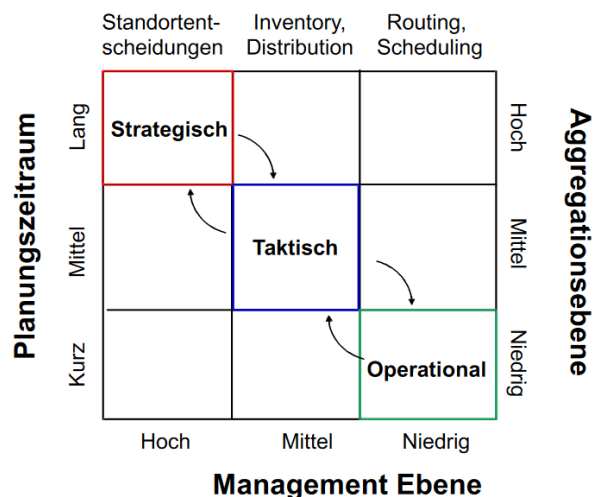 Standortent-
scheidungen
Inventory,
Distribution
Routing,
Scheduling
Planungszeitraum
Lang
Mittel
Kurz
Strategisch
Taktisch
Operational
Hoch
Mittel
Niedrig
Aggregationsebene
Hoch
Mittel
Niedrig
Management Ebene